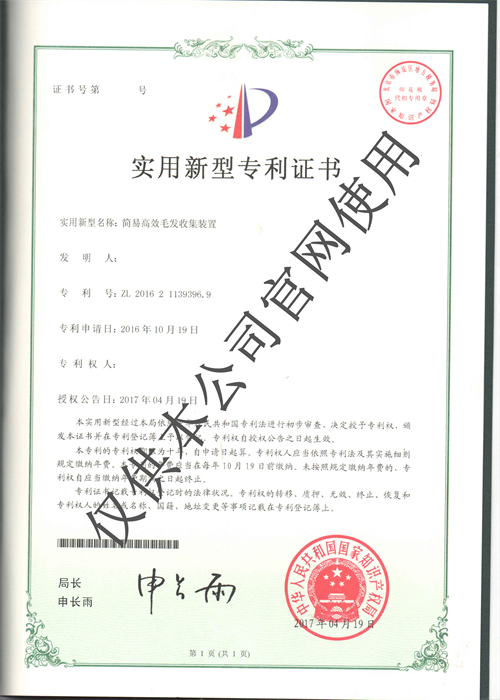 证书号第 号
实用新型专利证书
实用新型名称：简易高效毛发收集装置
发 明 人：
专 利 号：ZL 2016 2 1139396.9
专利申请日：2016年10月19日
专 利 权 人：
授权公告日：2017年04月19日
本实用新型经过本局依 民共和国专利法进行初步审查，决定授予专利权，
颁发本证书并在专利登记簿上予 。专利权自授权公告之日起生效。
本专利的专利权 为十年，自申请日起算。专利权人应当依照专利法及其实施细则
规定缴纳年费。本专利的年费应当在每年10月19日前缴纳。未按照规定缴纳年费的，专
利权自应当缴纳年费期满之日起终止。
专利证书记载专利权登记时的法律状况。专利权的转移、质押、无效、终止、恢复和
专利权人的姓名或名称、国籍、地址变更等事项记载在专利登记簿上。
仅供本公司官网使用
局长
申长雨
申长雨
中华人民共和国国家知识产权局
2017年04月19日
第 1 页 (共 1 页)